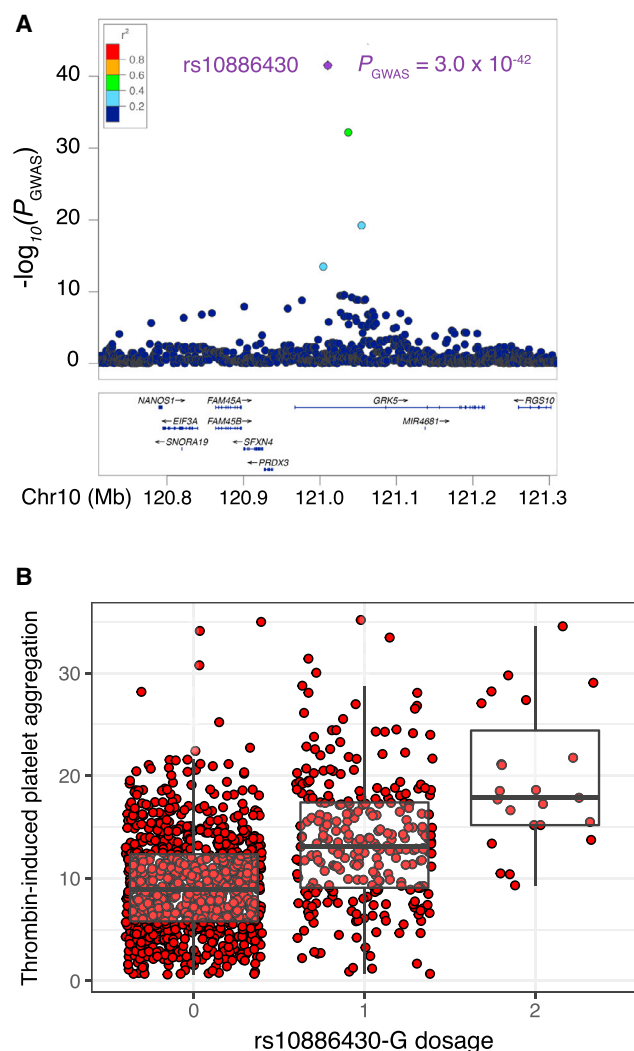 A
r²
0.8
0.6
0.4
0.2
rs10886430 P_GWAS = 3.0 x 10⁻⁴²
-log₁₀(P_GWAS)
40
30
20
10
0
NANOS1→ FAM45A→ GRK5→ ←RGS10
←EIF3A FAM45B→ MIR4681→
←SNORA19 ←SFXN4
←PRDX3
Chr10 (Mb) 120.8 120.9 121.0 121.1 121.2 121.3
B
Thrombin-induced platelet aggregation
30
20
10
0
0 1 2
rs10886430-G dosage